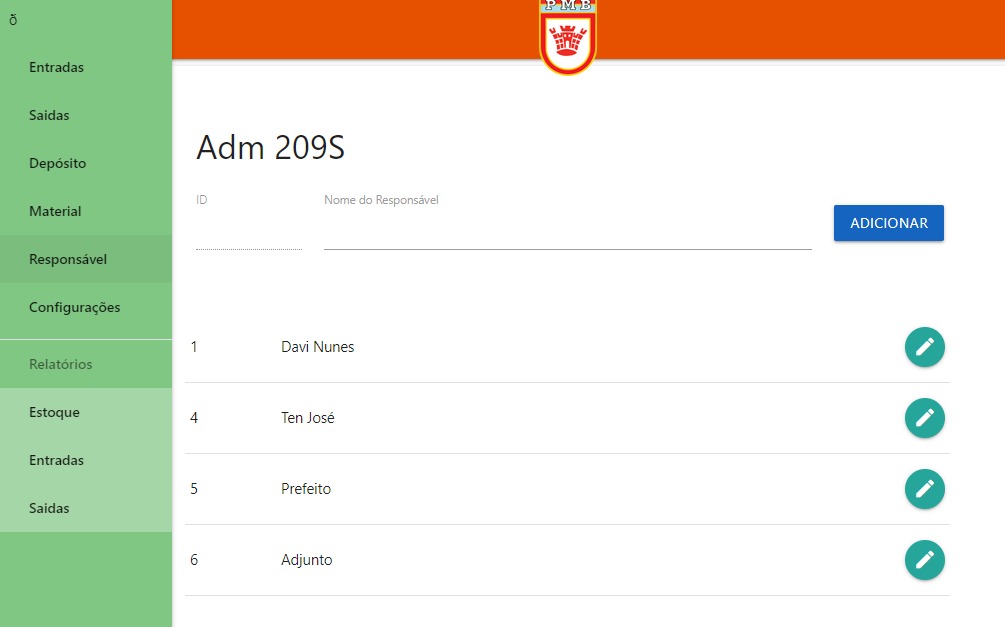 ð
Entradas
Saidas
Depósito
Material
Responsável
Configurações
Relatórios
Estoque
Entradas
Saidas
PMB
Adm 209S
ID
Nome do Responsável
ADICIONAR
1 Davi Nunes
4 Ten José
5 Prefeito
6 Adjunto